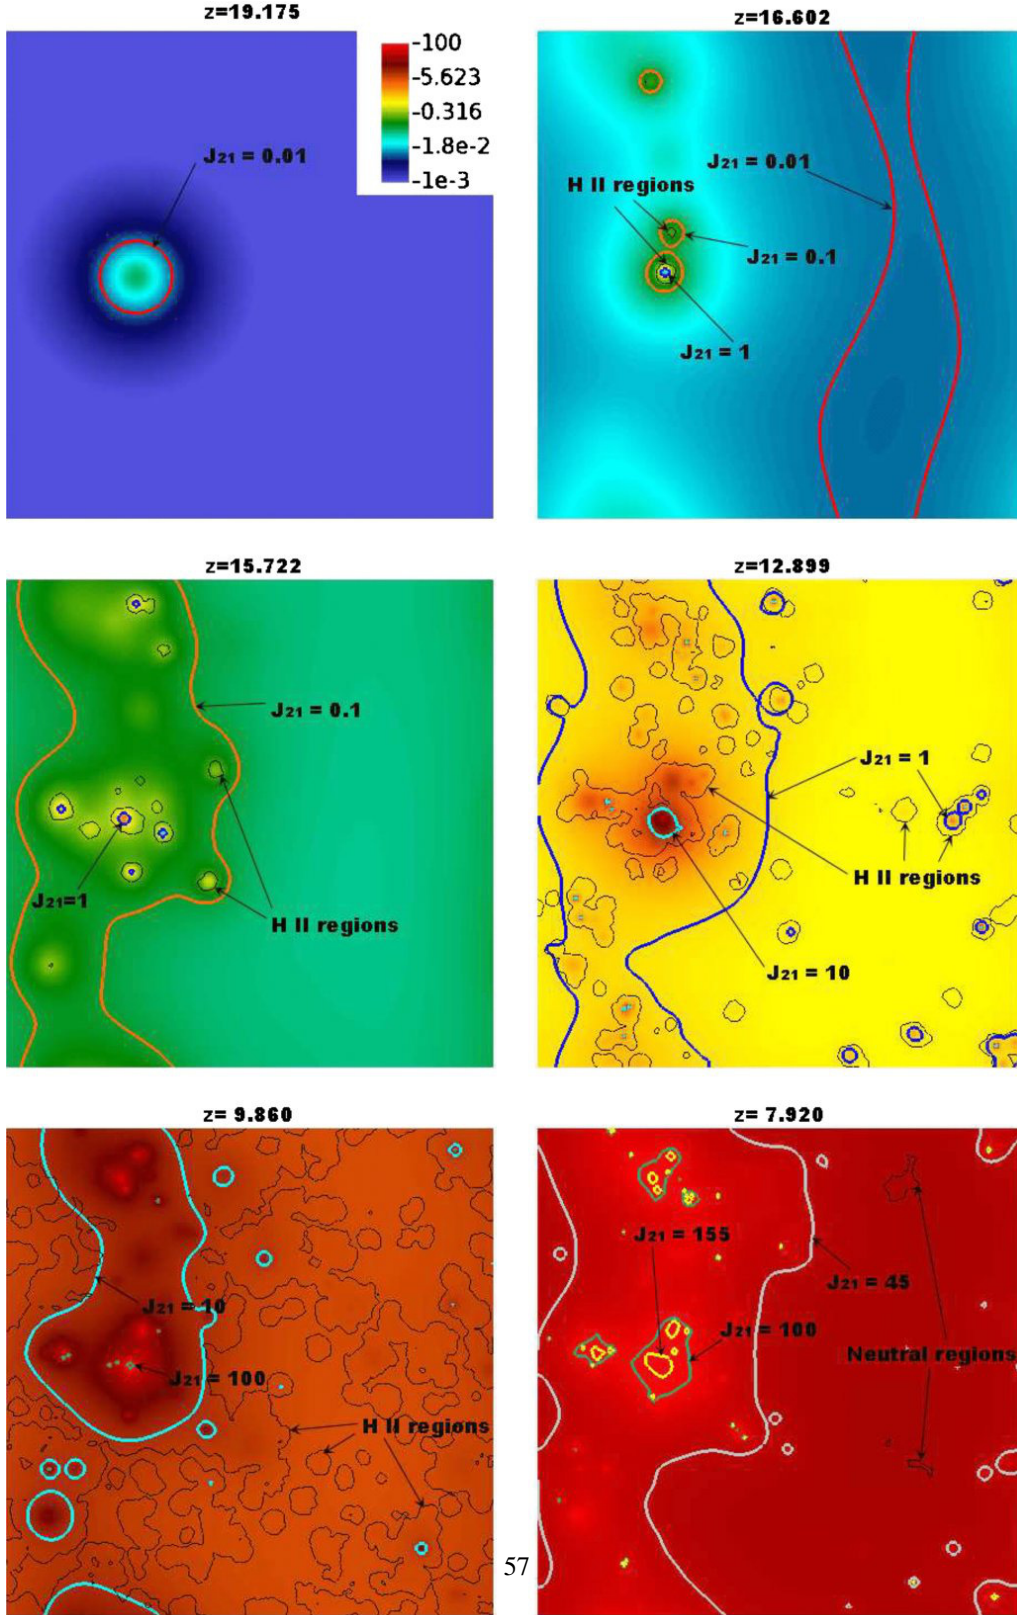 z=19.175
z=16.602
-100
-5.623
-0.316
-1.8e-2
-1e-3
J21 = 0.01
J21 = 0.01
H II regions
J21 = 0.1
J21 = 1
z=15.722
z=12.899
J21 = 0.1
J21=1
H II regions
J21 = 1
H II regions
J21 = 10
z= 9.860
z= 7.920
J21 = 10
J21 = 100
H II regions
J21 = 155
J21 = 45
J21 = 100
Neutral regions
57